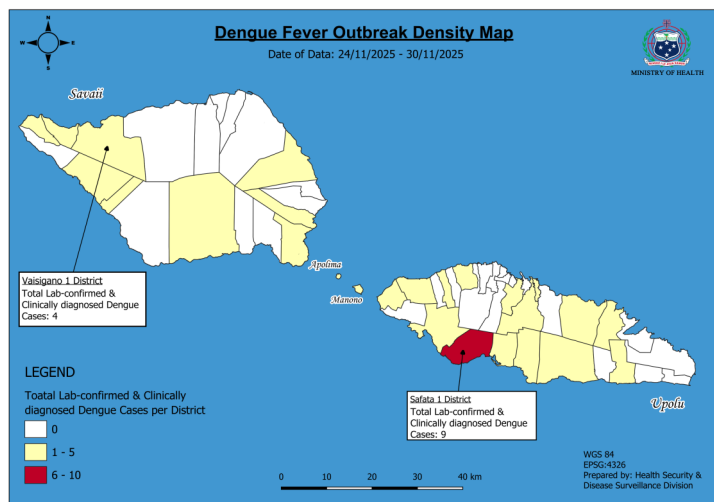 Dengue Fever Outbreak Density Map
Date of Data: 24/11/2025 - 30/11/2025
N
W
E
S
MINISTRY OF HEALTH
Savaii
Apolima
Manono
Upolu
Vaisigano 1 District
Total Lab-confirmed &
Clinically diagnosed Dengue
Cases: 4
Safata 1 District
Total Lab-confirmed &
Clinically diagnosed Dengue
Cases: 9
LEGEND
Toatal Lab-confirmed & Clinically
diagnosed Dengue Cases per District
0
1 - 5
6 - 10
0 10 20 30 40 km
WGS 84
EPSG:4326
Prepared by: Health Security &
Disease Surveillance Division